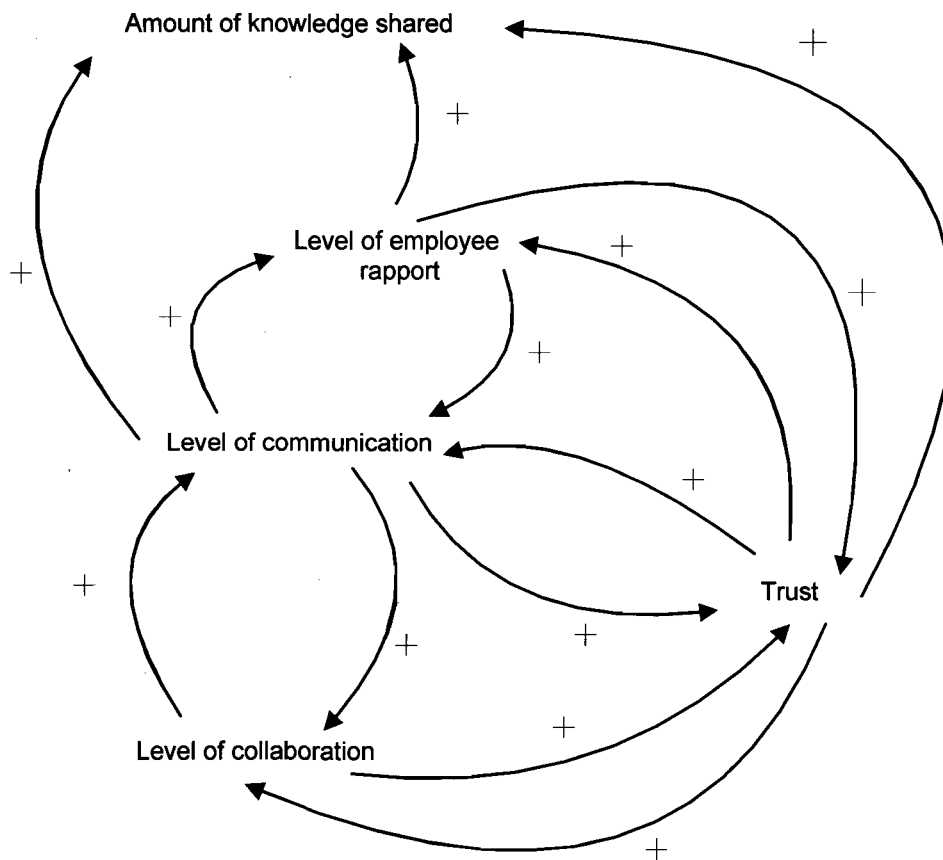 Amount of knowledge shared
+
+
Level of employee
rapport
+
+
+
+
+
Level of communication
+
+
Trust
+
+
+
Level of collaboration
+
+